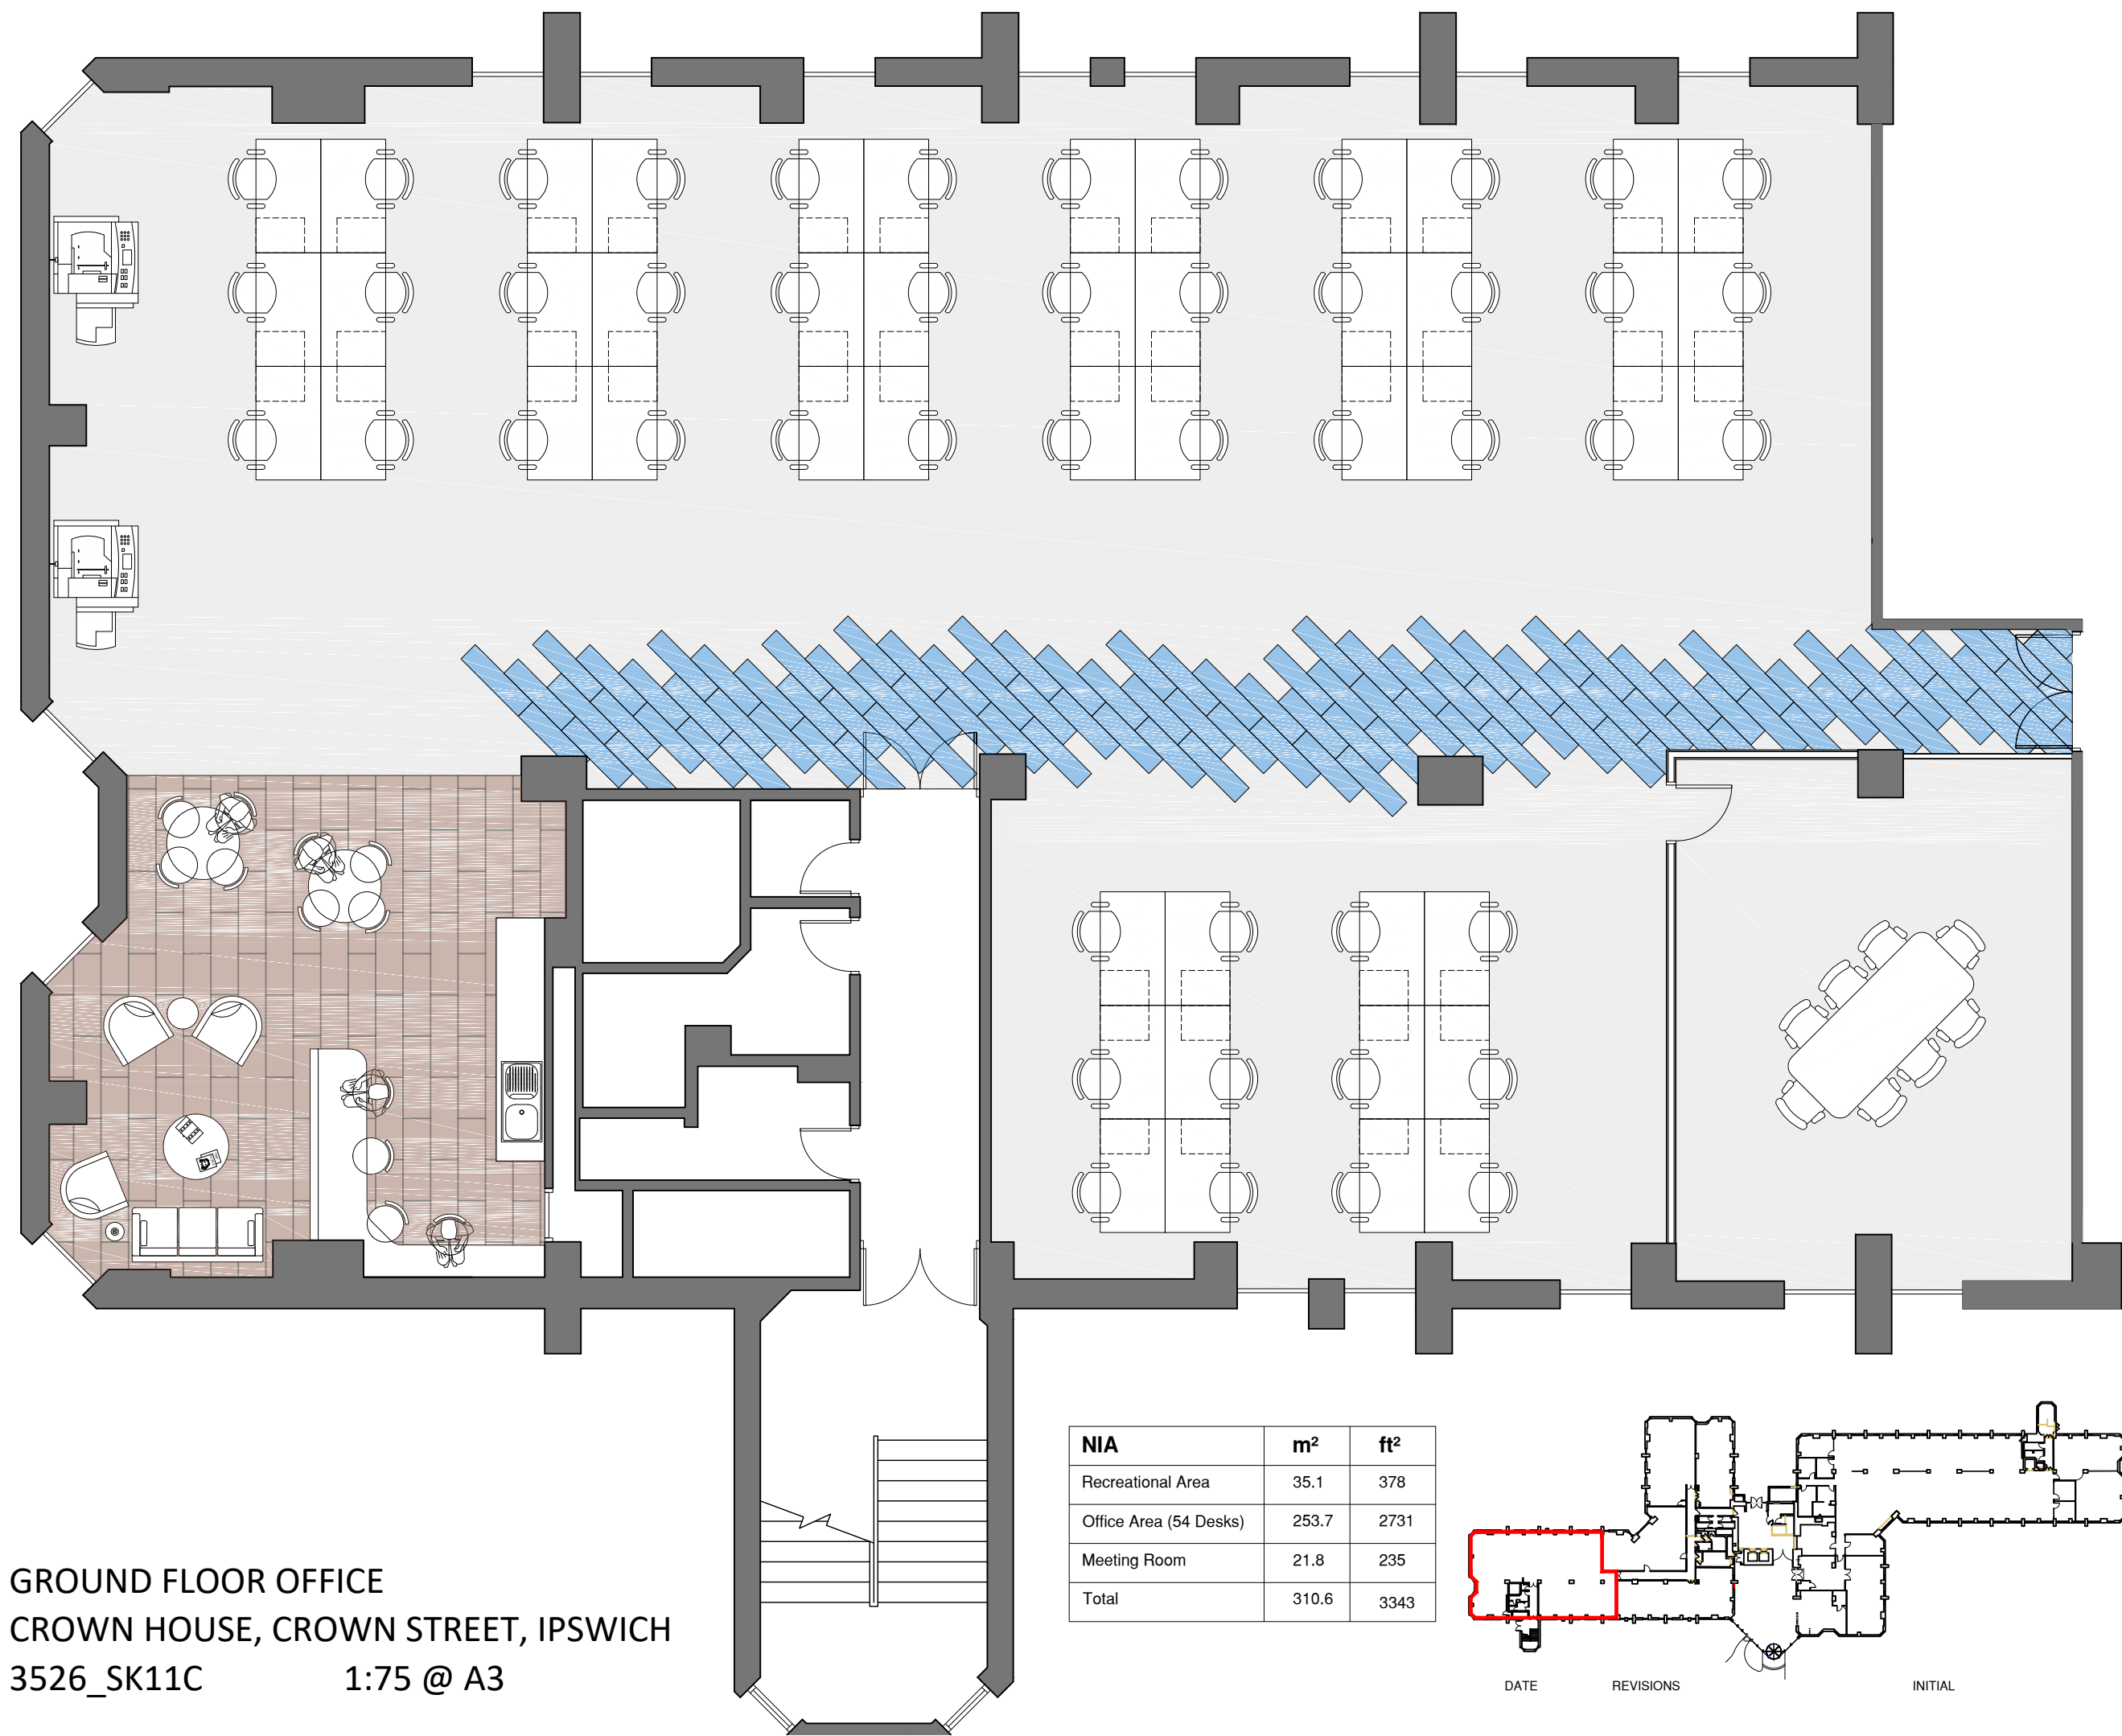 NIA m² ft²
Recreational Area 35.1 378
Office Area (54 Desks) 253.7 2731
Meeting Room 21.8 235
Total 310.6 3343
GROUND FLOOR OFFICE
CROWN HOUSE, CROWN STREET, IPSWICH
3526_SK11C 1:75 @ A3
DATE REVISIONS INITIAL